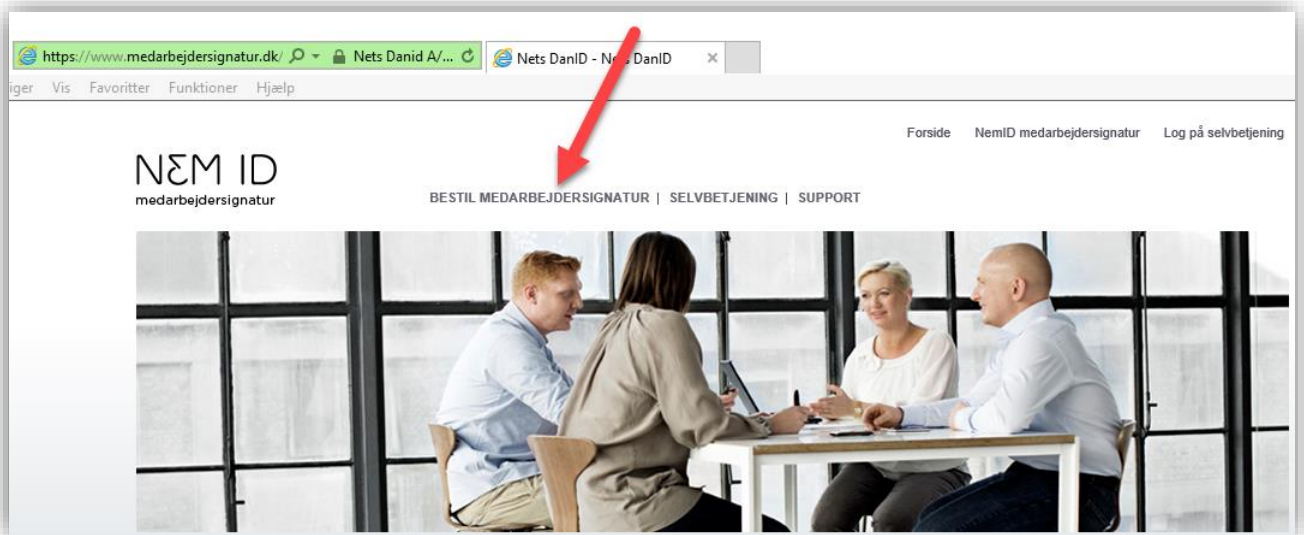 https://www.medarbejdersignatur.dk/ Nets Danid A/... Nets DanID - Nets DanID
iger Vis Favoritter Funktioner Hjælp
Forside NemID medarbejdersignatur Log på selvbetjening
NEM ID
medarbejdersignatur
BESTIL MEDARBEJDERSIGNATUR | SELVBETJENING | SUPPORT